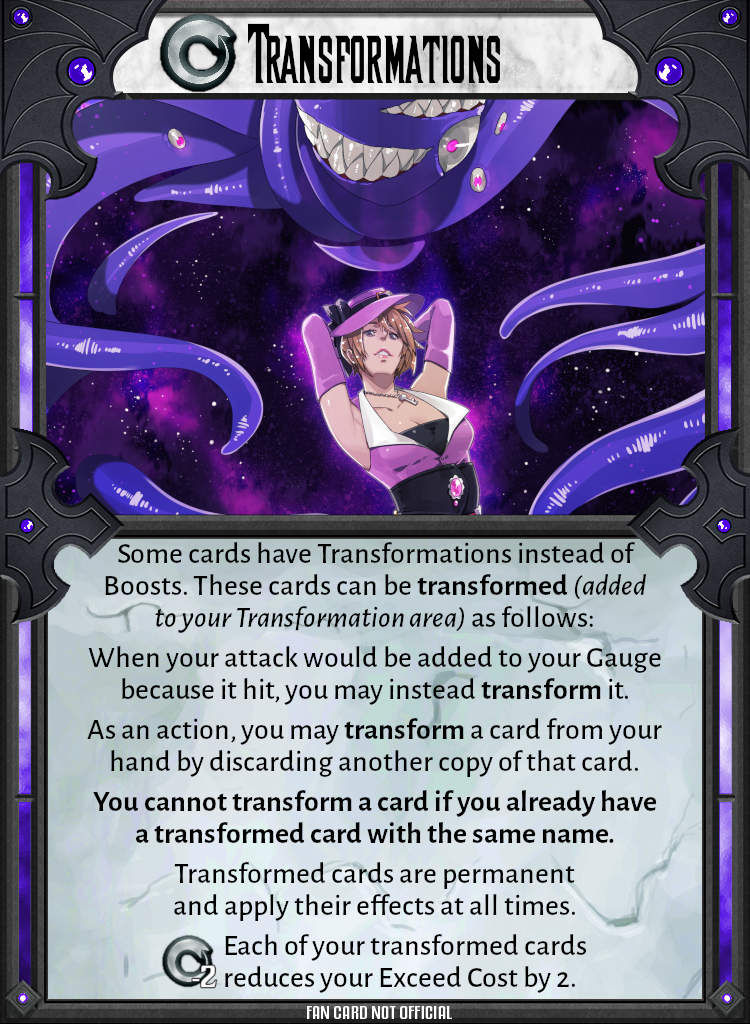 Transformations
Some cards have Transformations instead of
Boosts. These cards can be transformed (added
to your Transformation area) as follows:
When your attack would be added to your Gauge
because it hit, you may instead transform it.
As an action, you may transform a card from your
hand by discarding another copy of that card.
You cannot transform a card if you already have
a transformed card with the same name.
Transformed cards are permanent
and apply their effects at all times.
Each of your transformed cards
-2 reduces your Exceed Cost by 2.
FAN CARD NOT OFFICIAL